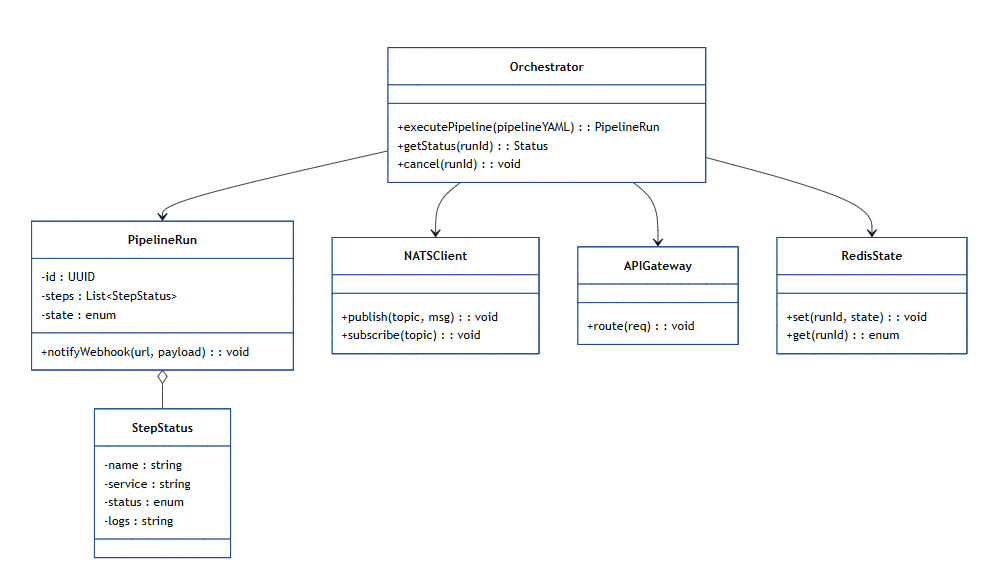 Orchestrator
+executePipeline(pipelineYAML) : : PipelineRun
+getStatus(runId) : : Status
+cancel(runId) : : void
PipelineRun
-id : UUID
-steps : List<StepStatus>
-state : enum
+notifyWebhook(url, payload) : : void
NATSClient
+publish(topic, msg) : : void
+subscribe(topic) : : void
APIGateway
+route(req) : : void
RedisState
+set(runId, state) : : void
+get(runId) : : enum
StepStatus
-name : string
-service : string
-status : enum
-logs : string